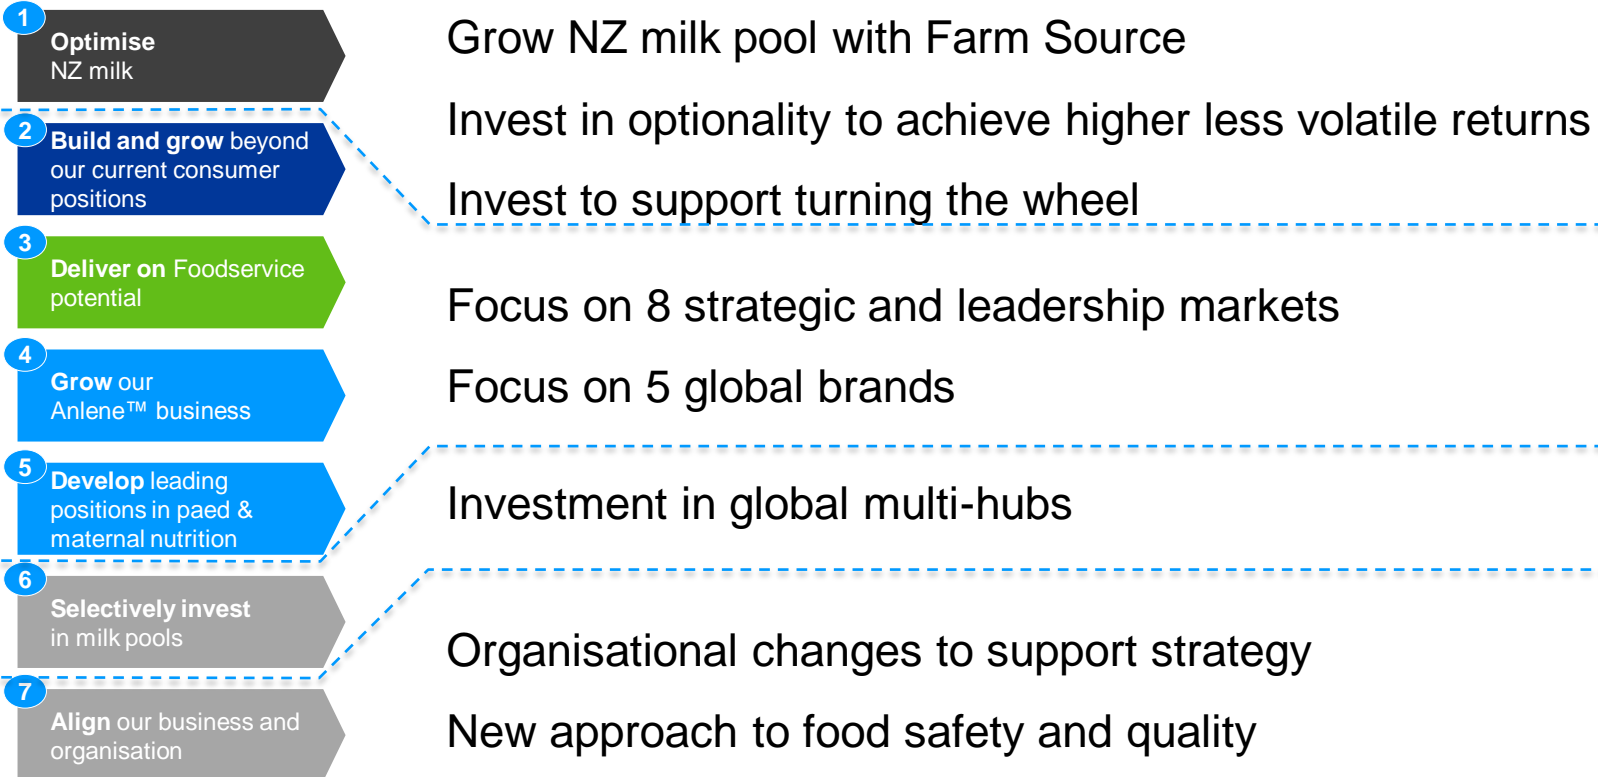 1
Optimise
NZ milk
2
Build and grow beyond
our current consumer
positions
3
Deliver on Foodservice
potential
4
Grow our
Anlene™ business
5
Develop leading
positions in paed &
maternal nutrition
6
Selectively invest
in milk pools
7
Align our business and
organisation
Grow NZ milk pool with Farm Source
Invest in optionality to achieve higher less volatile returns
Invest to support turning the wheel
Focus on 8 strategic and leadership markets
Focus on 5 global brands
Investment in global multi-hubs
Organisational changes to support strategy
New approach to food safety and quality